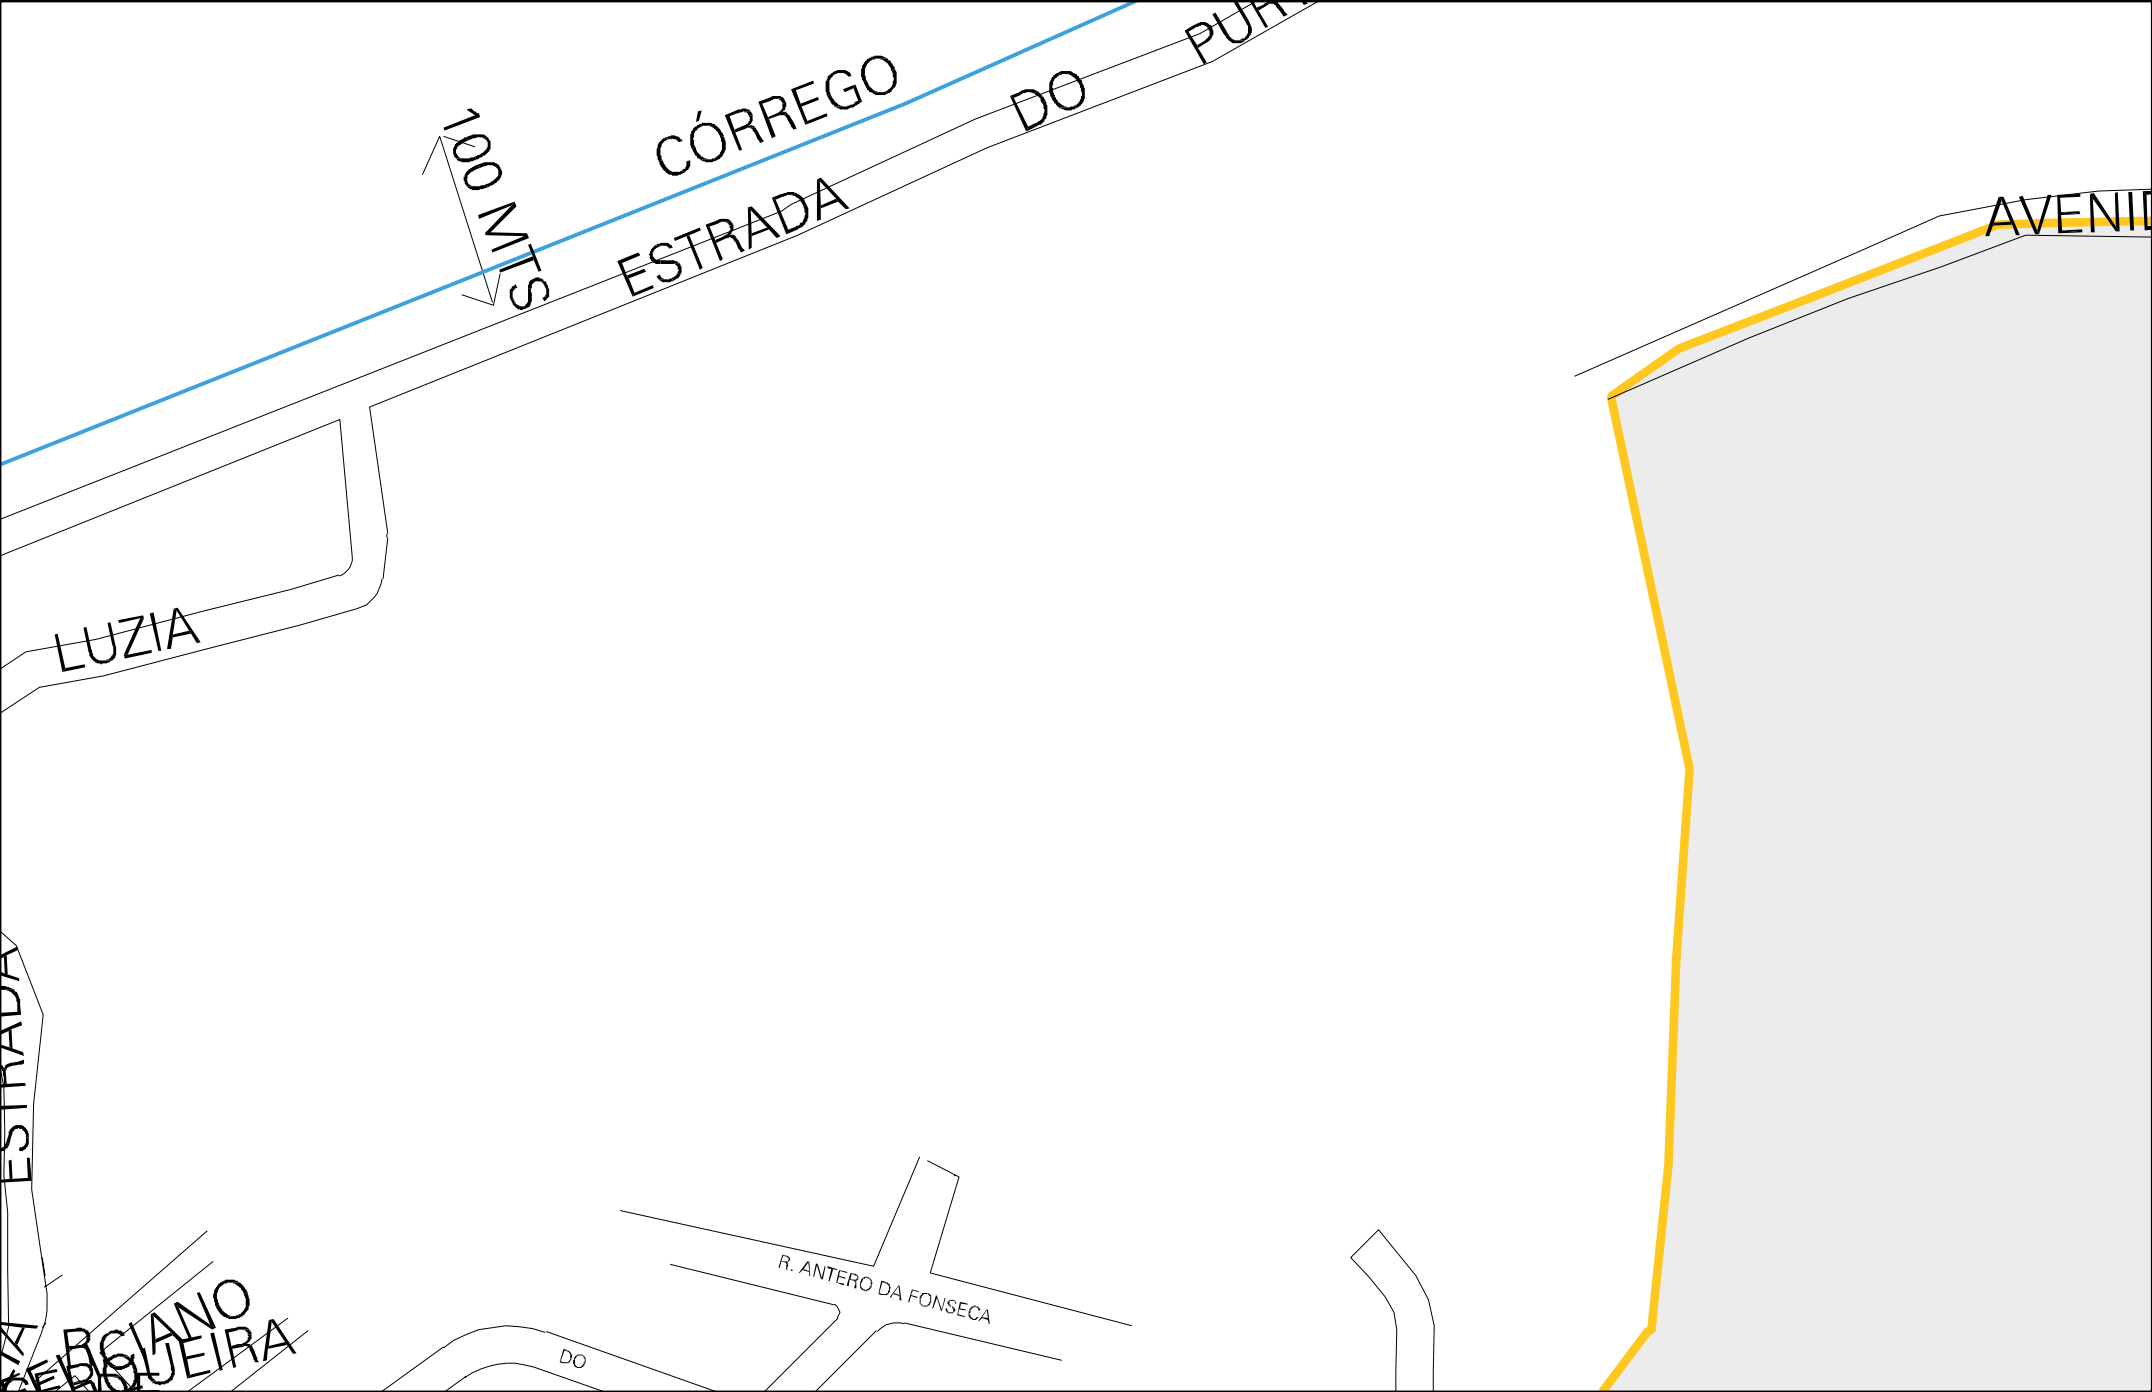 CÓRREGO
100 MTS
ESTRADA DO
AVENID
LUZIA
ESTRADA
R. ANTERO DA FONSECA
DO